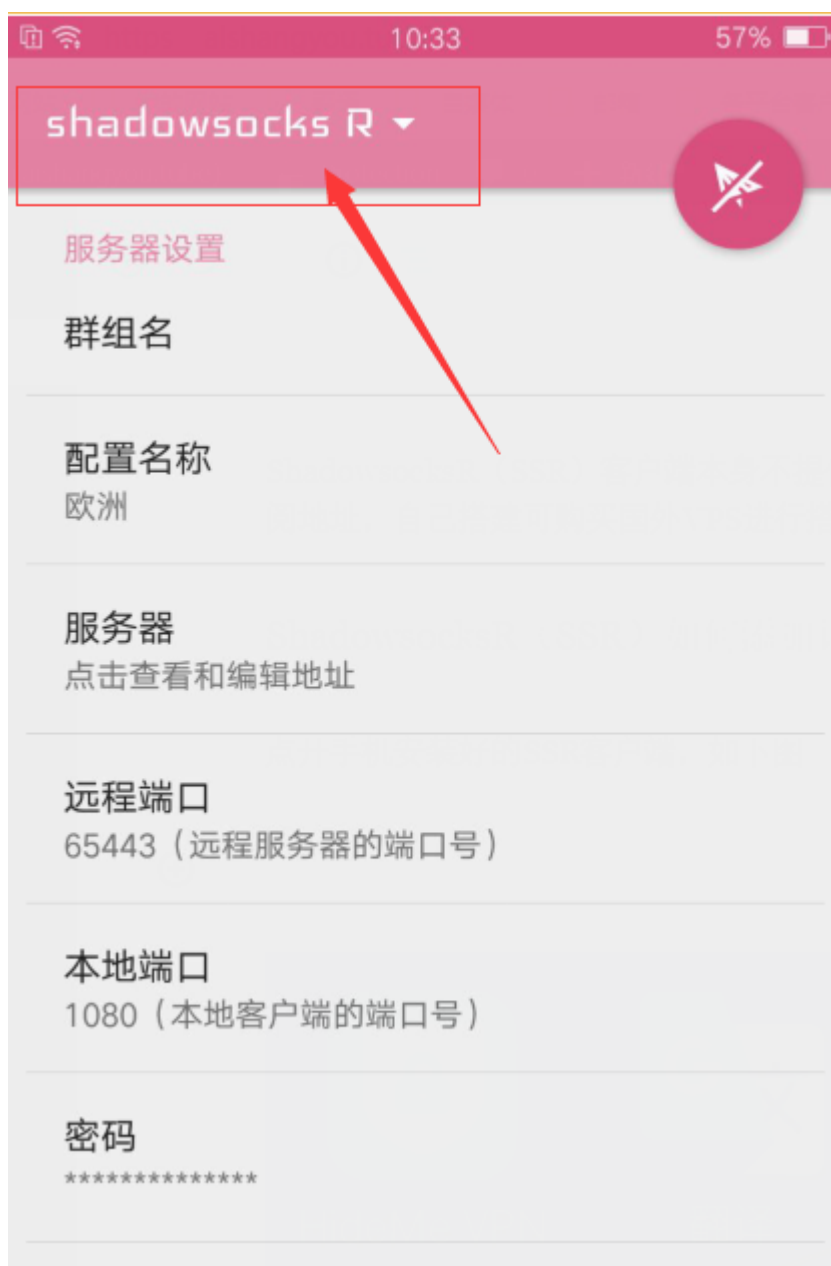 10:33
57%
shadowsocks R
服务器设置
群组名
配置名称
欧洲
服务器
点击查看和编辑地址
远程端口
65443（远程服务器的端口号）
本地端口
1080（本地客户端的端口号）
密码
**************